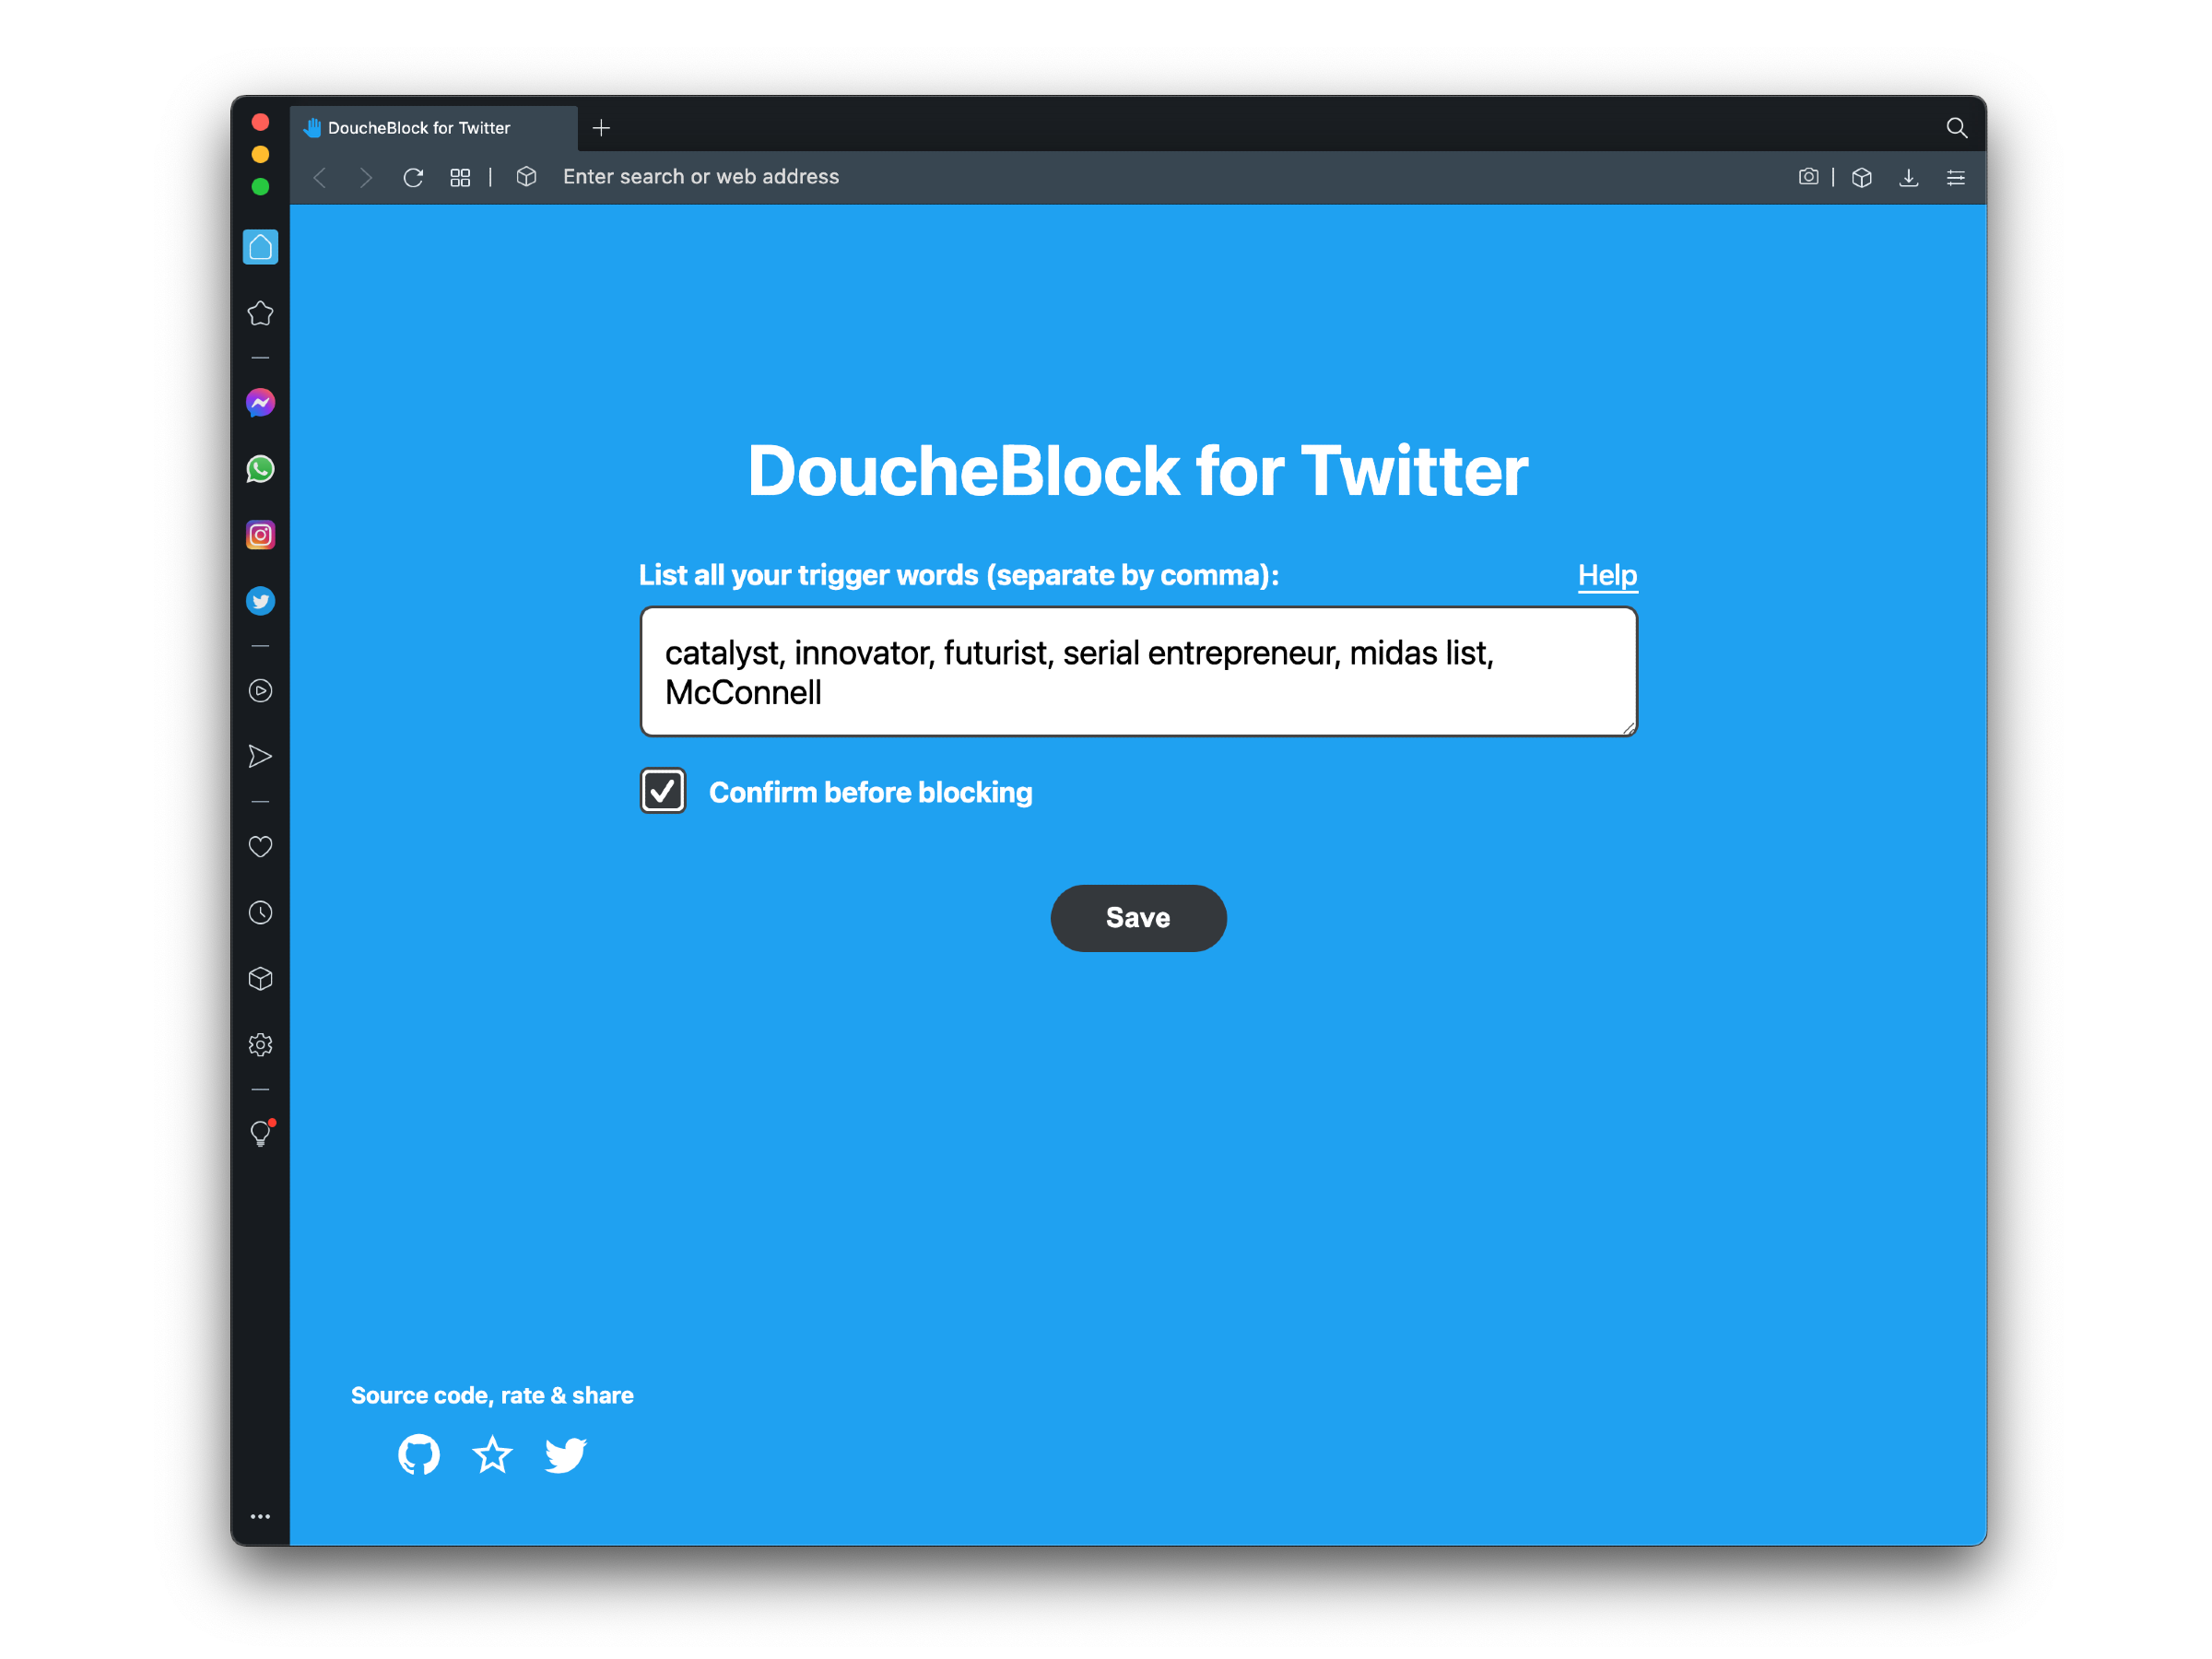 DoucheBlock for Twitter
Enter search or web address
DoucheBlock for Twitter
List all your trigger words (separate by comma):
Help
catalyst, innovator, futurist, serial entrepreneur, midas list,
McConnell
Confirm before blocking
Save
Source code, rate & share